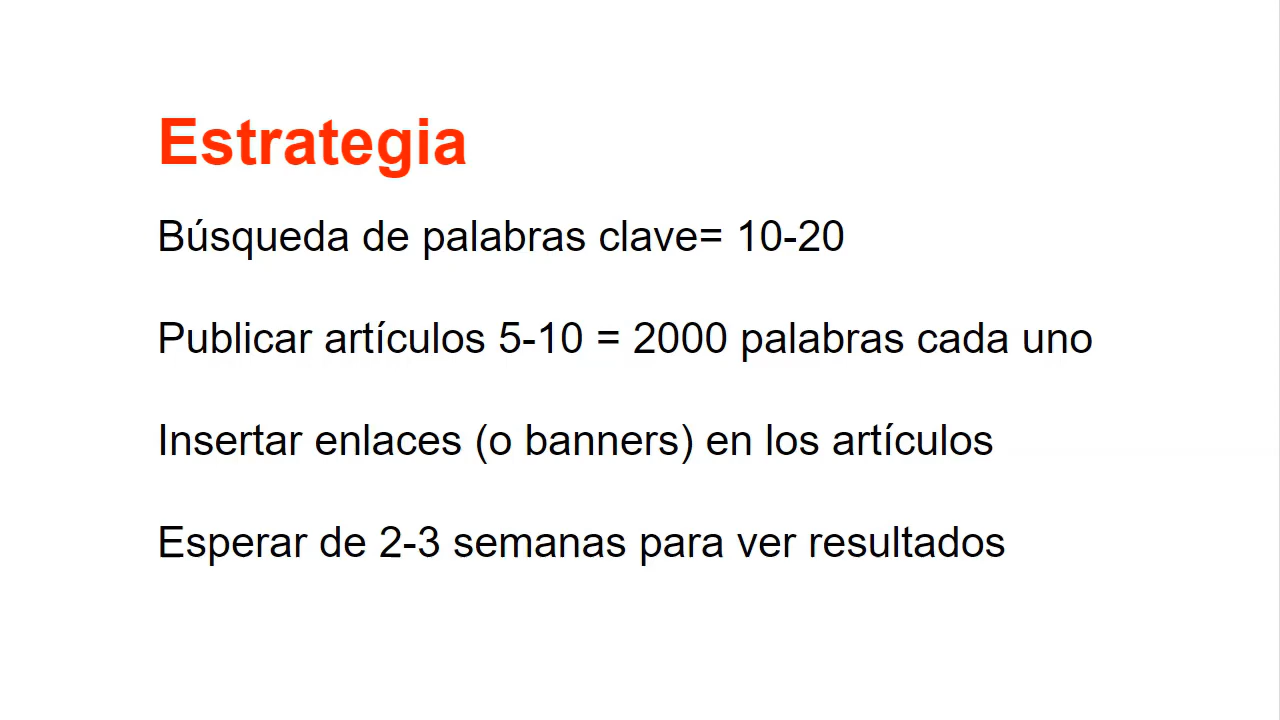 Estrategia
Búsqueda de palabras clave= 10-20
Publicar artículos 5-10 = 2000 palabras cada uno
Insertar enlaces (o banners) en los artículos
Esperar de 2-3 semanas para ver resultados